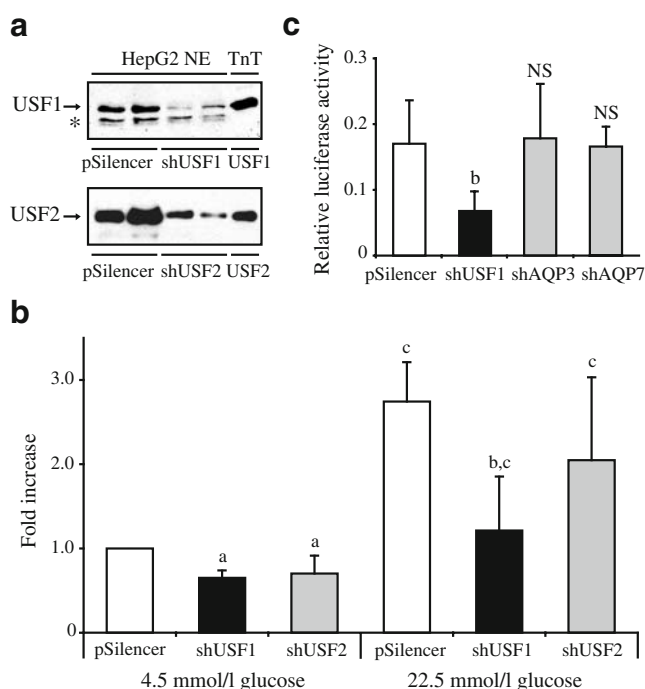 a
HepG2 NE TnT
USF1→
*
pSilencer shUSF1 USF1
USF2→
pSilencer shUSF2 USF2
c
Relative luciferase activity
0.3
0.2
0.1
0
b
NS
NS
pSilencer shUSF1 shAQP3 shAQP7
b
Fold increase
3.0
2.0
1.0
0
a
a
c
b,c
c
pSilencer shUSF1 shUSF2 pSilencer shUSF1 shUSF2
4.5 mmol/l glucose 22.5 mmol/l glucose